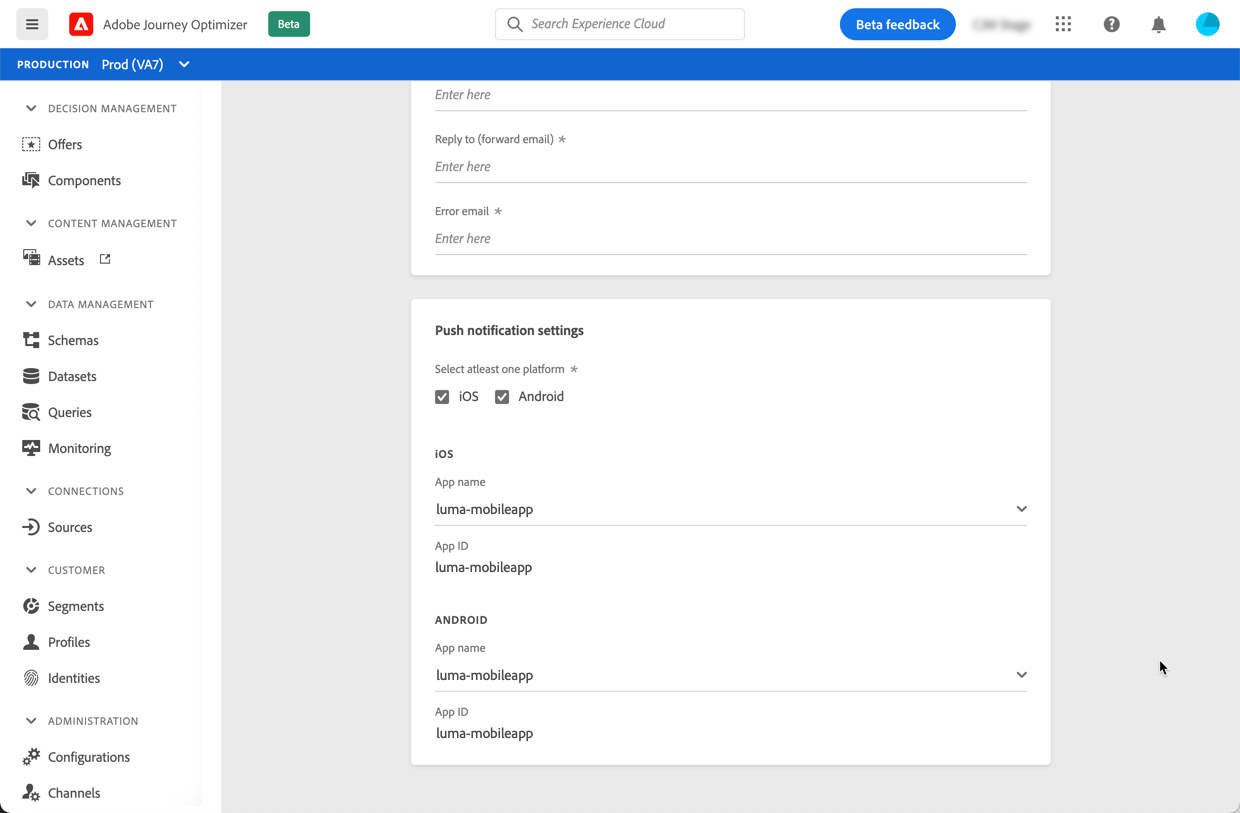 Adobe Journey Optimizer
Beta
Search Experience Cloud
Beta feedback
PRODUCTION Prod (VA7)
DECISION MANAGEMENT
Offers
Components
CONTENT MANAGEMENT
Assets
DATA MANAGEMENT
Schemas
Datasets
Queries
Monitoring
CONNECTIONS
Sources
CUSTOMER
Segments
Profiles
Identities
ADMINISTRATION
Configurations
Channels
Enter here
Reply to (forward email) *
Enter here
Error email *
Enter here
Push notification settings
Select atleast one platform *
iOS Android
iOS
App name
luma-mobileapp
App ID
luma-mobileapp
ANDROID
App name
luma-mobileapp
App ID
luma-mobileapp